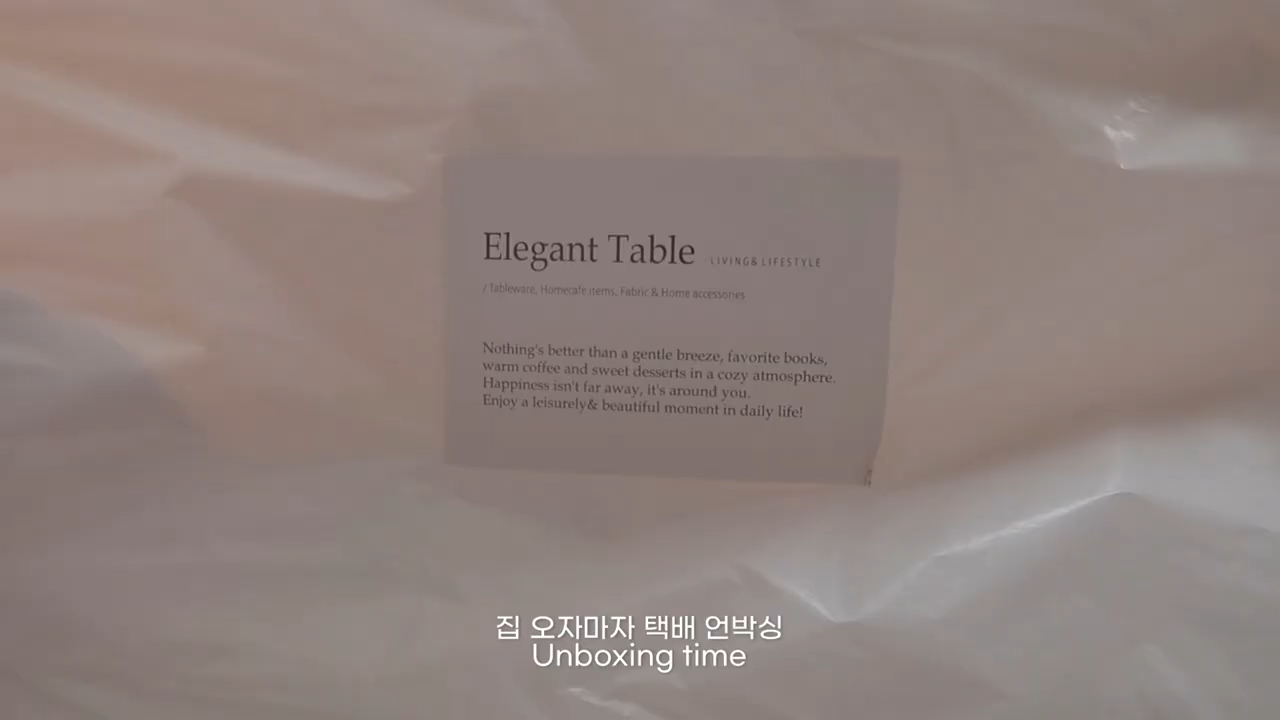 Elegant Table LIVING& LIFESTYLE
/ Tableware, Homecafe items, Fabric & Home accessories
Nothing's better than a gentle breeze, favorite books,
warm coffee and sweet desserts in a cozy atmosphere.
Happiness isn't far away, it's around you.
Enjoy a leisurely& beautiful moment in daily life!
집 오자마자 택배 언박싱
Unboxing time